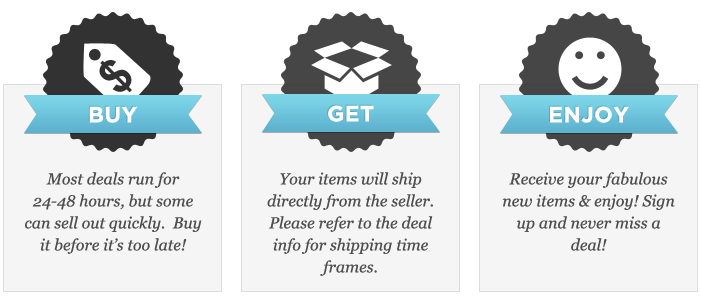 BUY
Most deals run for
24-48 hours, but some
can sell out quickly.  Buy
it before it's too late!
GET
Your items will ship
directly from the seller.
Please refer to the deal
info for shipping time
frames.
ENJOY
Receive your fabulous
new items & enjoy! Sign
up and never miss a
deal!